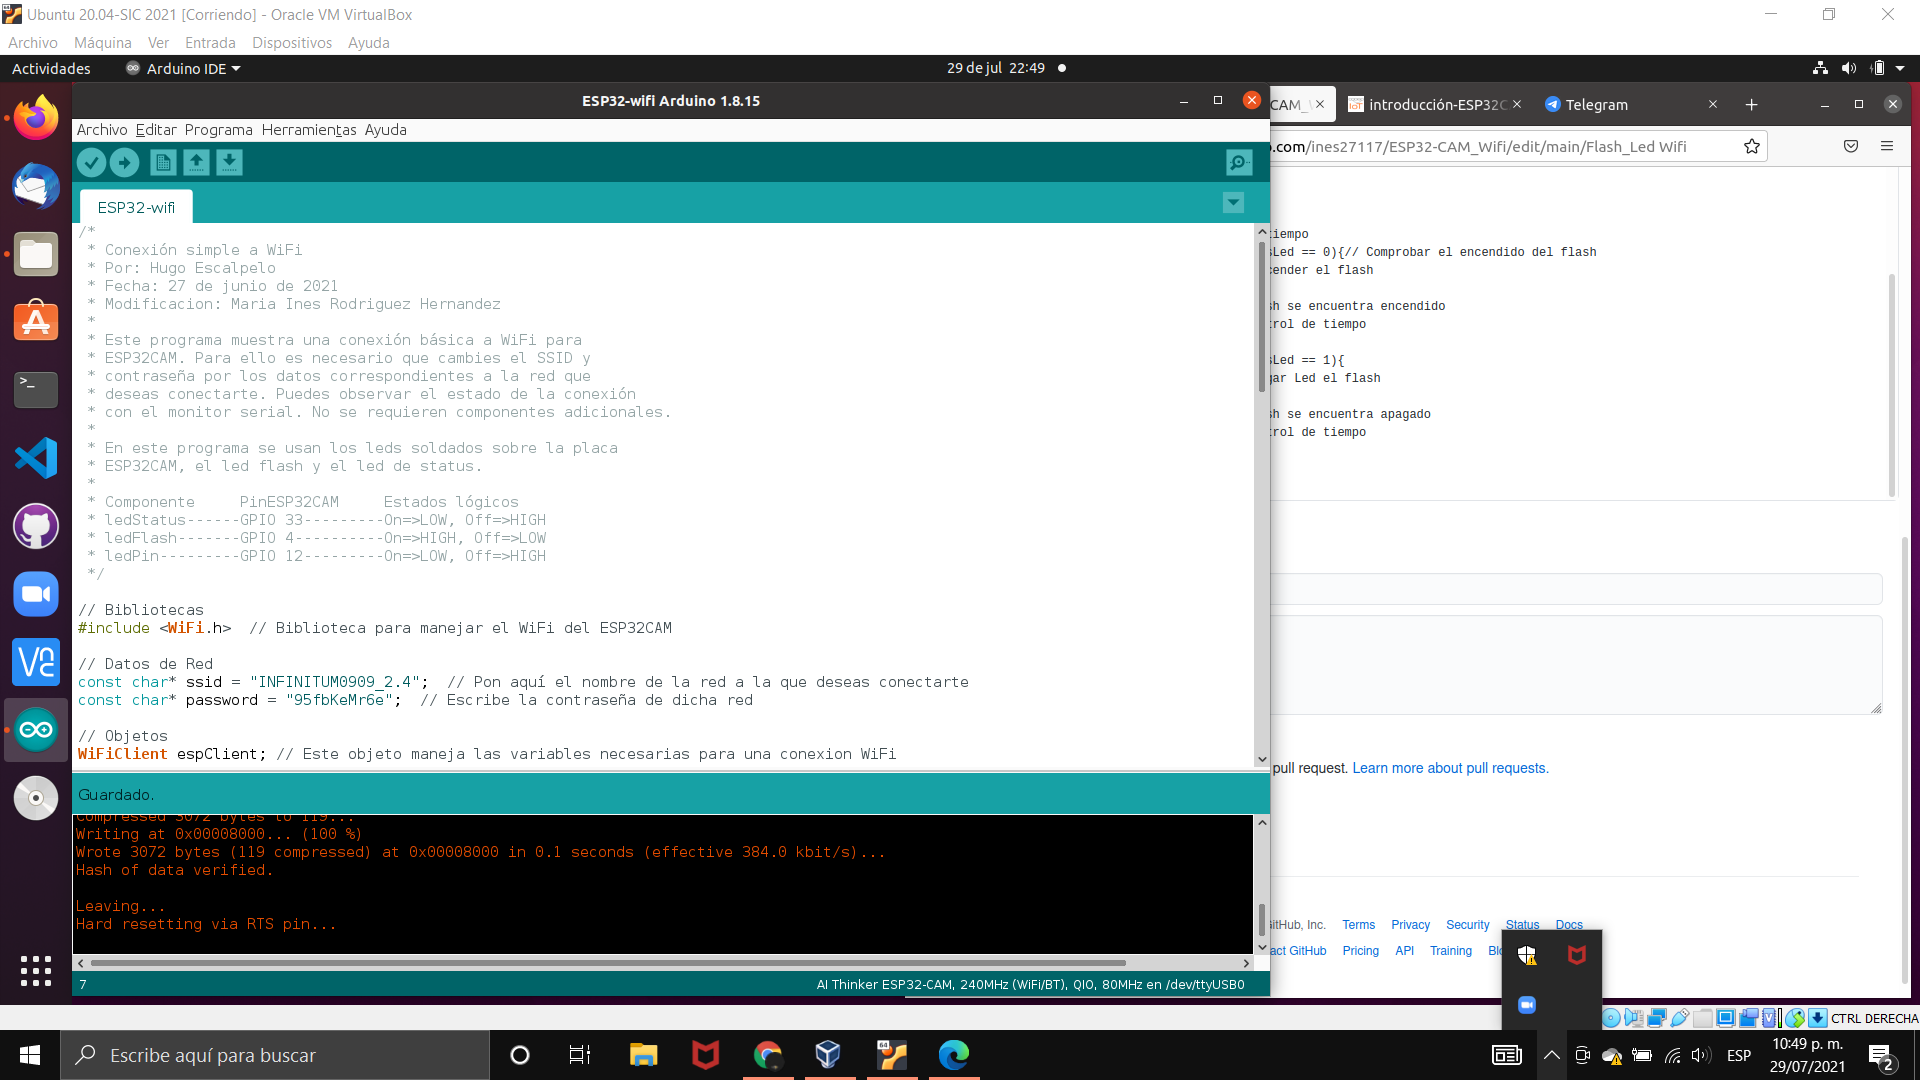 Ubuntu 20.04-SIC 2021 [Corriendo] - Oracle VM VirtualBox
Archivo Máquina Ver Entrada Dispositivos Ayuda
Actividades Arduino IDE 29 de jul 22:49
ESP32-wifi Arduino 1.8.15
Archivo Editar Programa Herramientas Ayuda
ESP32-wifi
/*
* Conexión simple a WiFi
* Por: Hugo Escalpelo
* Fecha: 27 de junio de 2021
* Modificacion: Maria Ines Rodriguez Hernandez
*
* Este programa muestra una conexión básica a WiFi para
* ESP32CAM. Para ello es necesario que cambies el SSID y
* contraseña por los datos correspondientes a la red que
* deseas conectarte. Puedes observar el estado de la conexión
* con el monitor serial. No se requieren componentes adicionales.
*
* En este programa se usan los leds soldados sobre la placa
* ESP32CAM, el led flash y el led de status.
*
* Componente PinESP32CAM Estados lógicos
* ledStatus------GPIO 33---------On=>LOW, Off=>HIGH
* ledFlash-------GPIO 4----------On=>HIGH, Off=>LOW
* ledPin---------GPIO 12---------On=>LOW, Off=>HIGH
*/
// Bibliotecas
#include <WiFi.h> // Biblioteca para manejar el WiFi del ESP32CAM
// Datos de Red
const char* ssid = "INFINITUM0909_2.4"; // Pon aquí el nombre de la red a la que deseas conectarte
const char* password = "95fbKeMr6e"; // Escribe la contraseña de dicha red
// Objetos
WiFiClient espClient; // Este objeto maneja las variables necesarias para una conexion WiFi
Guardado.
Compressed 3072 bytes to 119...
Writing at 0x00008000... (100 %)
Wrote 3072 bytes (119 compressed) at 0x00008000 in 0.1 seconds (effective 384.0 kbit/s)...
Hash of data verified.
Leaving...
Hard resetting via RTS pin...
7 AI Thinker ESP32-CAM, 240MHz (WiFi/BT), QIO, 80MHz en /dev/ttyUSB0
CAM_ introducción-ESP32C Telegram
.com/ines27117/ESP32-CAM_Wifi/edit/main/Flash_Led Wifi
tiempo
sLed == 0){// Comprobar el encendido del flash
ender el flash
sh se encuentra encendido
trol de tiempo
sLed == 1){
gar Led el flash
sh se encuentra apagado
trol de tiempo
pull request. Learn more about pull requests.
GitHub, Inc. Terms Privacy Security Status Docs
act GitHub Pricing API Training
CTRL DERECHA
Escribe aquí para buscar
ESP
10:49 p. m.
29/07/2021
2